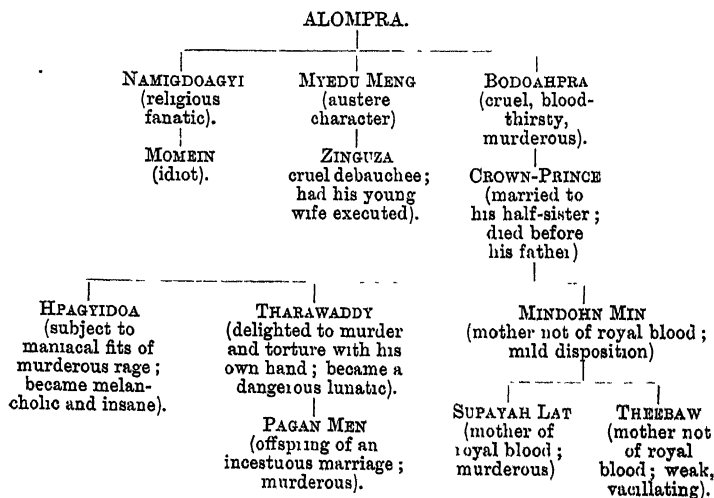 ALOMPRA.
NAMIGDOAGYI
(religious
fanatic).
MOMEIN
(idiot).
MYEDU MENG
(austere
character)
ZINGUZA
cruel debauchee ;
had his young
wife executed).
BODOAHPRA
(cruel, blood-
thirsty,
murderous).
CROWN-PRINCE
(married to
his half-sister ;
died before
his father)
HPAGYIDOA
(subject to
maniacal fits of
murderous rage ;
became melan-
cholic and insane).
THARAWADDY
(delighted to murder
and torture with his
own hand ; became a
dangerous lunatic).
PAGAN MEN
(offspring of an
incestuous marriage ;
murderous).
MINDOHN MIN
(mother not of royal blood ;
mild disposition)
SUPAYAH LAT
(mother of
royal blood ;
murderous)
THEEBAW
(mother not
of royal
blood ; weak,
vacillating).